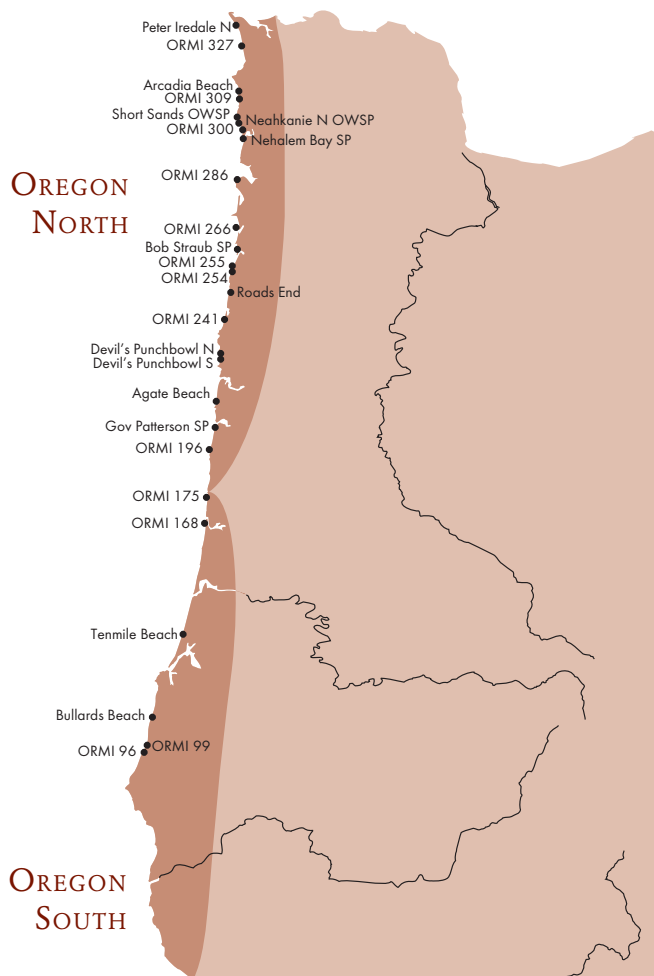 Peter Iredale N
ORMI 327
Arcadia Beach
ORMI 309
Short Sands OWSP
Neahkanie N OWSP
ORMI 300
Nehalem Bay SP
ORMI 286
OREGON
NORTH
ORMI 266
Bob Straub SP
ORMI 255
ORMI 254
Roads End
ORMI 241
Devil's Punchbowl N
Devil's Punchbowl S
Agate Beach
Gov Patterson SP
ORMI 196
ORMI 175
ORMI 168
Tenmile Beach
Bullards Beach
ORMI 99
ORMI 96
OREGON
SOUTH